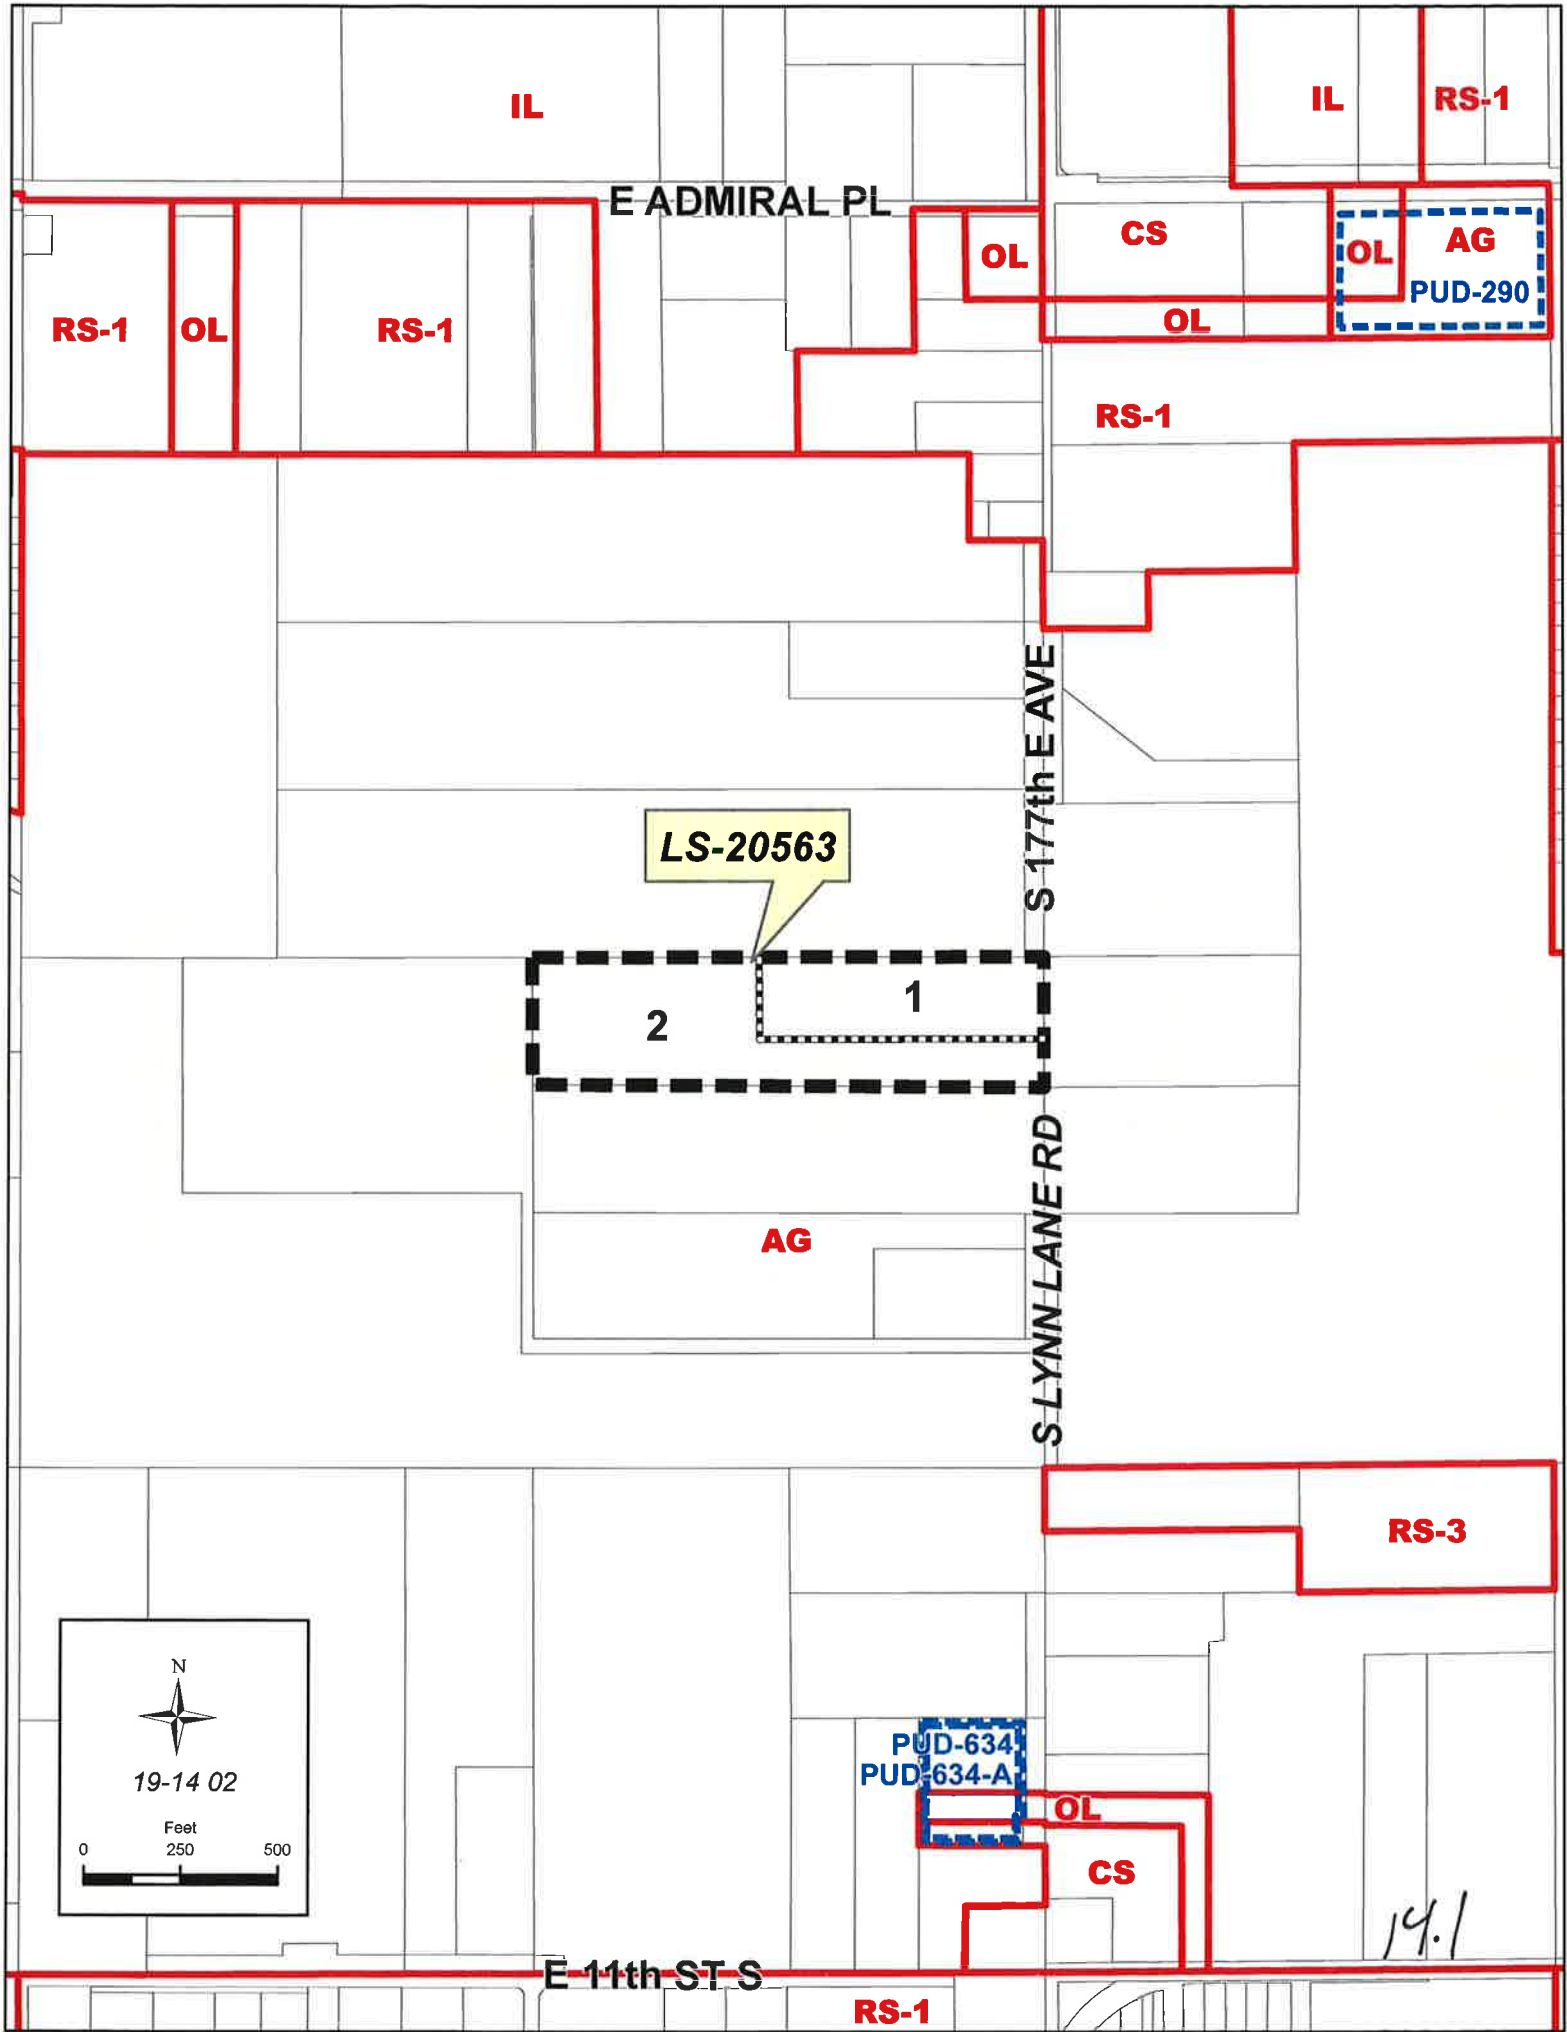 IL
IL
RS-1
E ADMIRAL PL
CS
OL
OL
AG
PUD-290
RS-1
OL
RS-1
OL
RS-1
S 177th E AVE
LS-20563
1
2
S LYNN LANE RD
AG
RS-3
N
19-14 02
Feet
0 250 500
PUD-634
PUD-634-A
OL
CS
14.1
E 11th ST S
RS-1